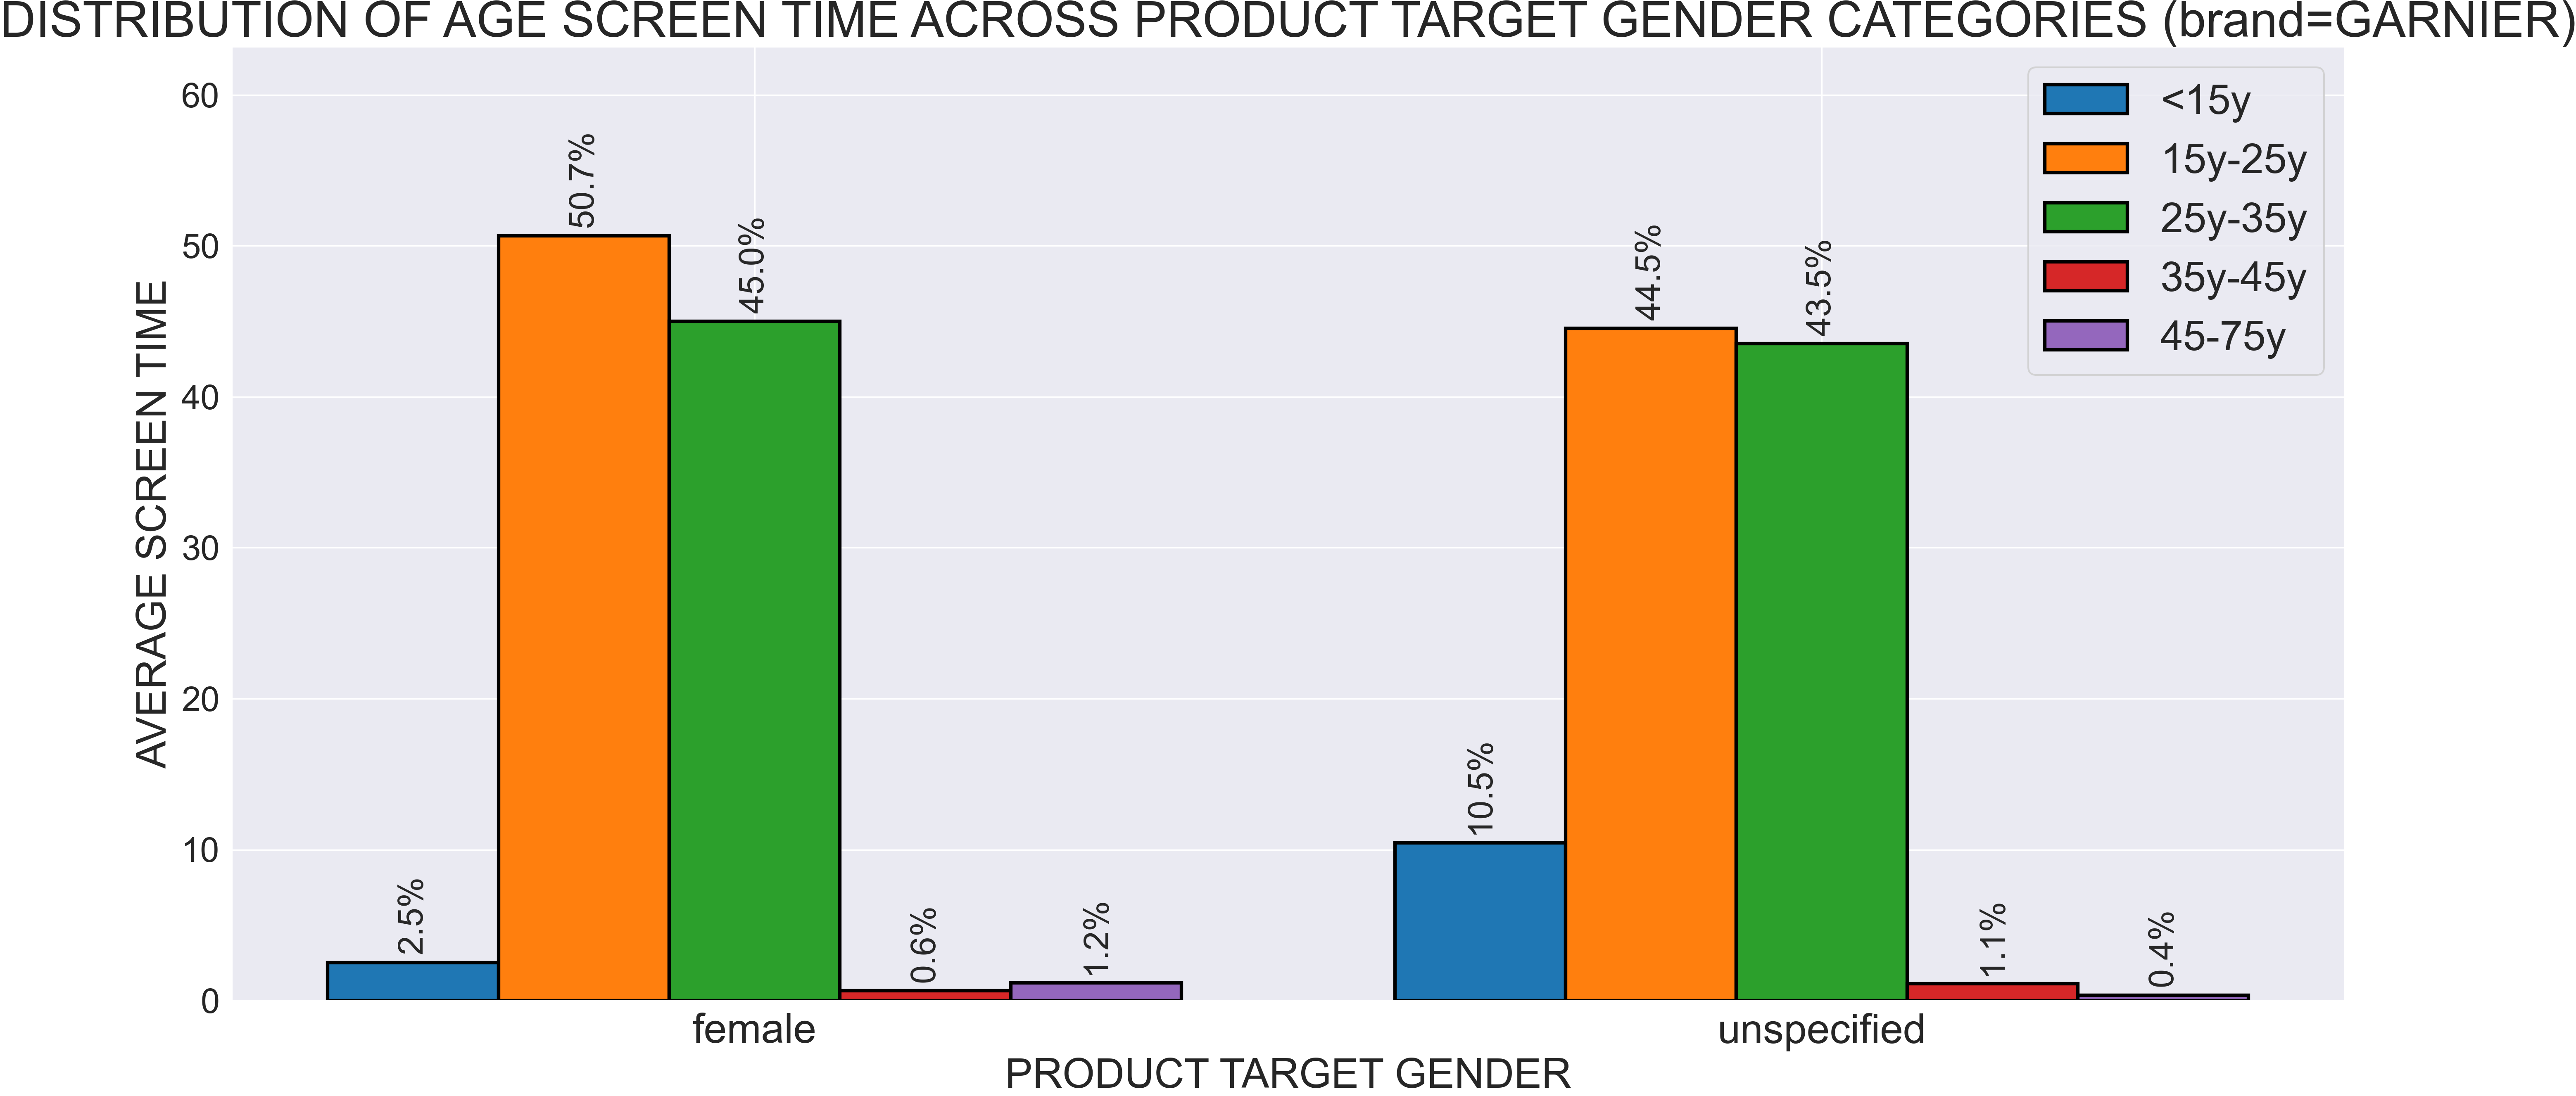 DISTRIBUTION OF AGE SCREEN TIME ACROSS PRODUCT TARGET GENDER CATEGORIES (brand=GARNIER)
AVERAGE SCREEN TIME
60
50
40
30
20
10
0
2.5%
50.7%
45.0%
0.6%
1.2%
10.5%
44.5%
43.5%
1.1%
0.4%
<15y
15y-25y
25y-35y
35y-45y
45-75y
female
unspecified
PRODUCT TARGET GENDER